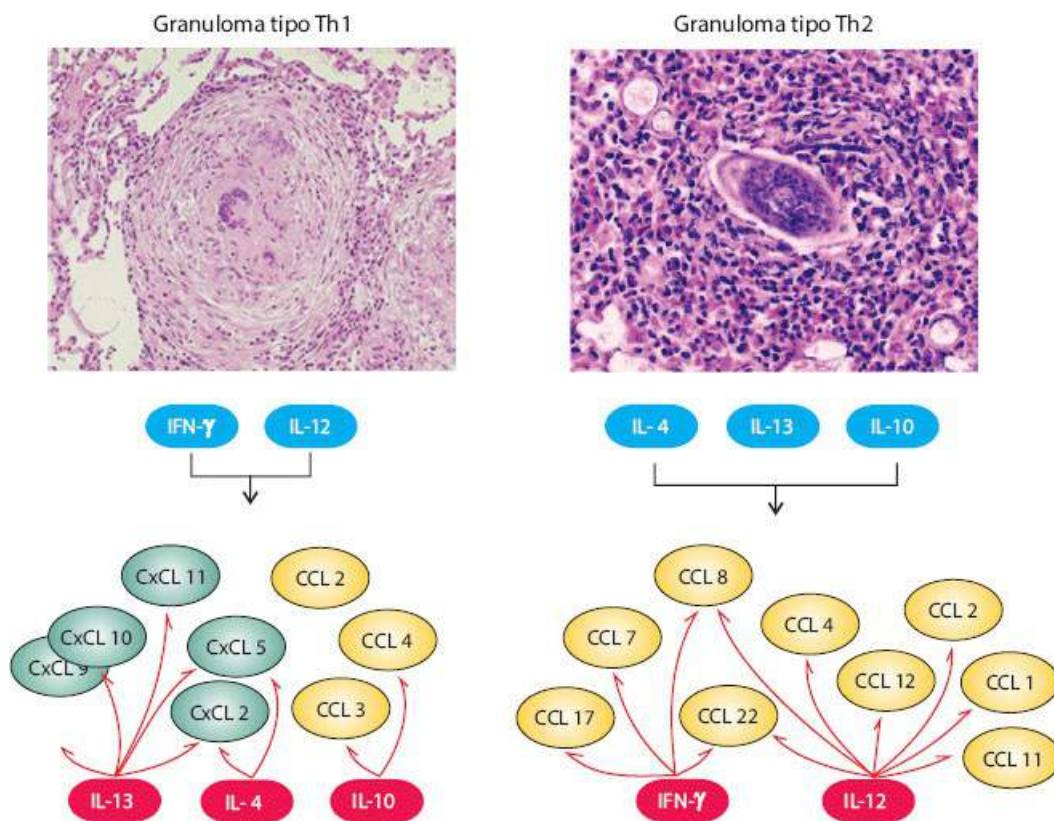 Granuloma tipo Th1
Granuloma tipo Th2
IFN-γ
IL-12
IL- 4
IL-13
IL-10
CxCL 11
CCL 2
CxCL 10
CxCL 9
CxCL 5
CCL 4
CxCL 2
CCL 3
IL-13
IL- 4
IL-10
CCL 8
CCL 7
CCL 4
CCL 2
CCL 12
CCL 1
CCL 17
CCL 22
CCL 11
IFN-γ
IL-12